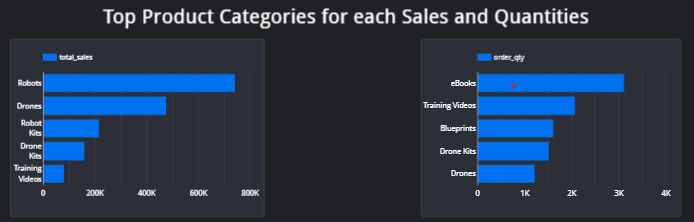 Top Product Categories for each Sales and Quantities
total_sales
Robots
Drones
Robot
Kits
Drone
Kits
Training
Videos
0 200K 400K 600K 800K
order_qty
eBooks
Training Videos
Blueprints
Drone Kits
Drones
0 1K 2K 3K 4K